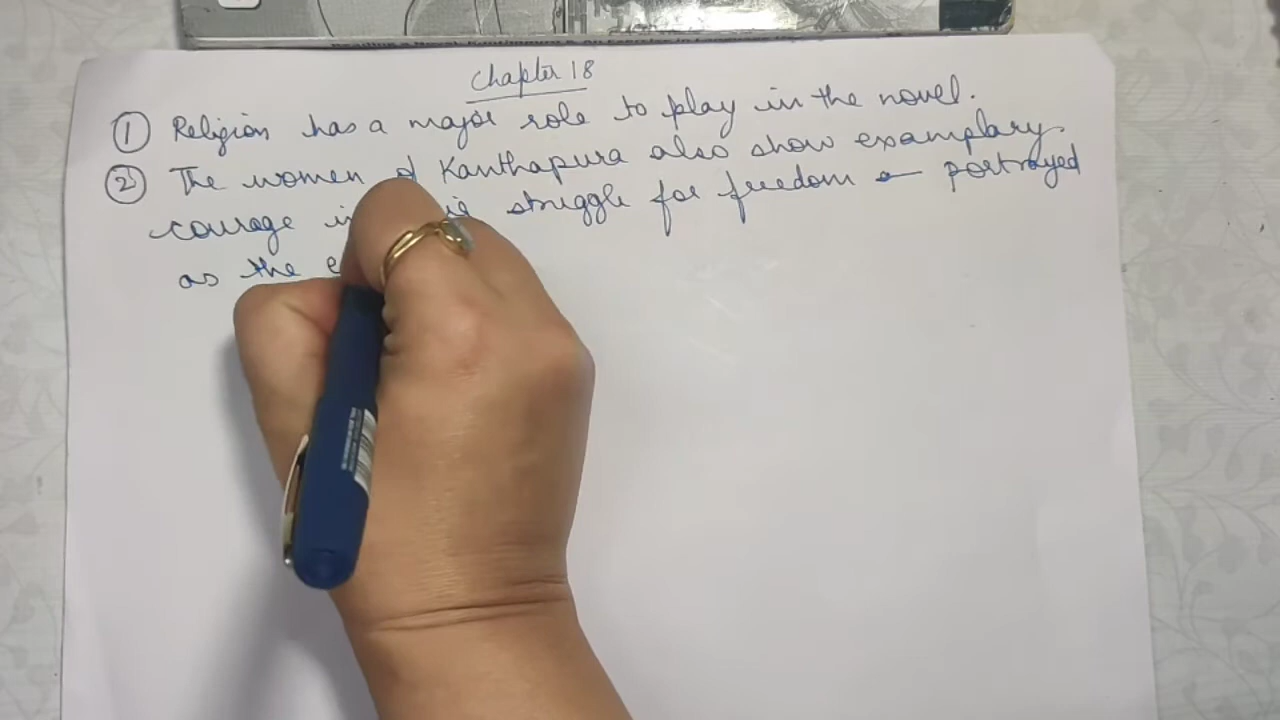 Chapter 18
① Religion has a major role to play in the novel.
② The women of Kanthapura also show examplary
courage struggle for freedom - portrayed
as the